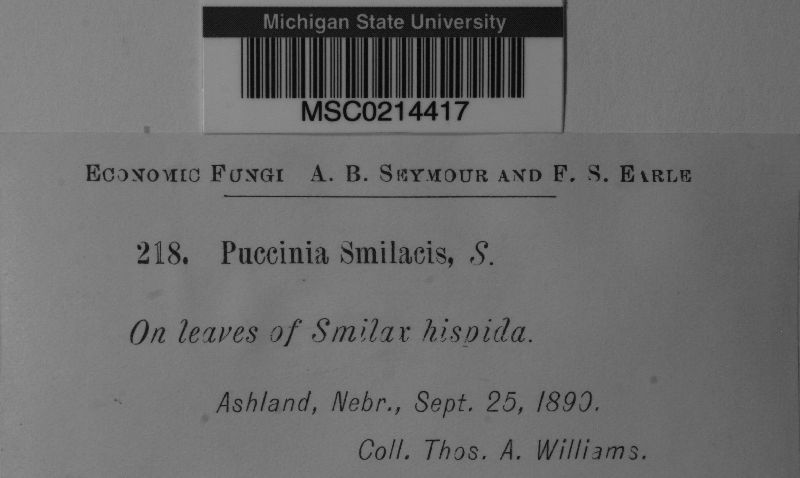 Michigan State University
MSC0214417
Economic Fungi A. B. Seymour and F. S. Earle
218. Puccinia Smilacis, S.
On leaves of Smilax hispida.
Ashland, Nebr., Sept. 25, 1890.
Coll. Thos. A. Williams.